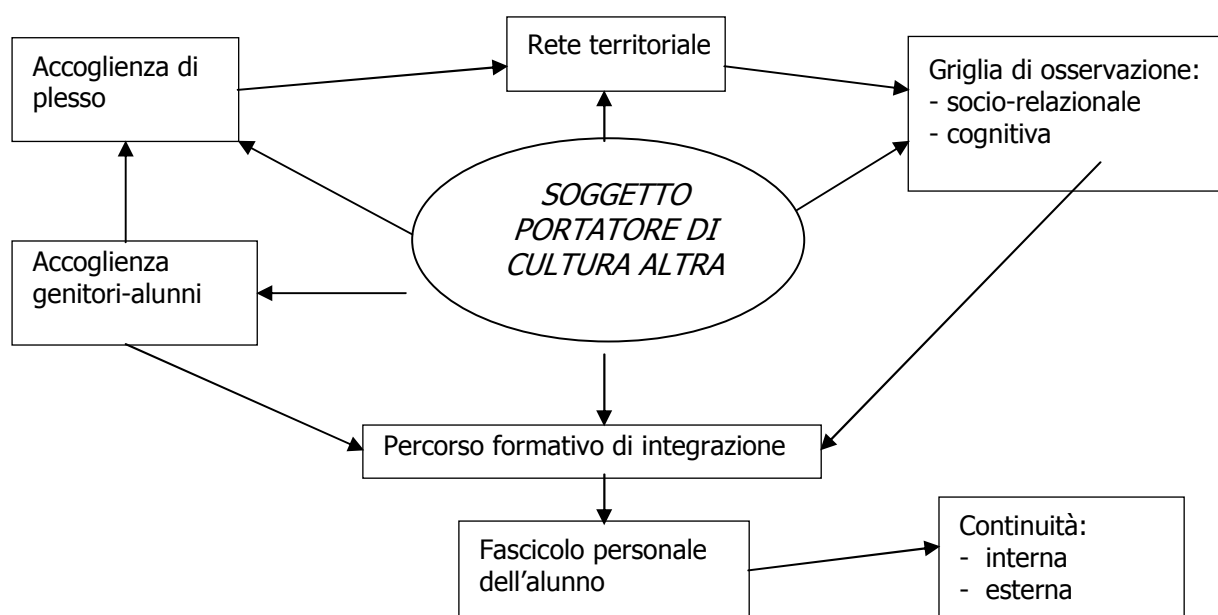 Rete territoriale
Accoglienza di
plesso
Griglia di osservazione:
- socio-relazionale
- cognitiva
SOGGETTO
PORTATORE DI
CULTURA ALTRA
Accoglienza
genitori-alunni
Percorso formativo di integrazione
Fascicolo personale
dell’alunno
Continuità:
- interna
- esterna